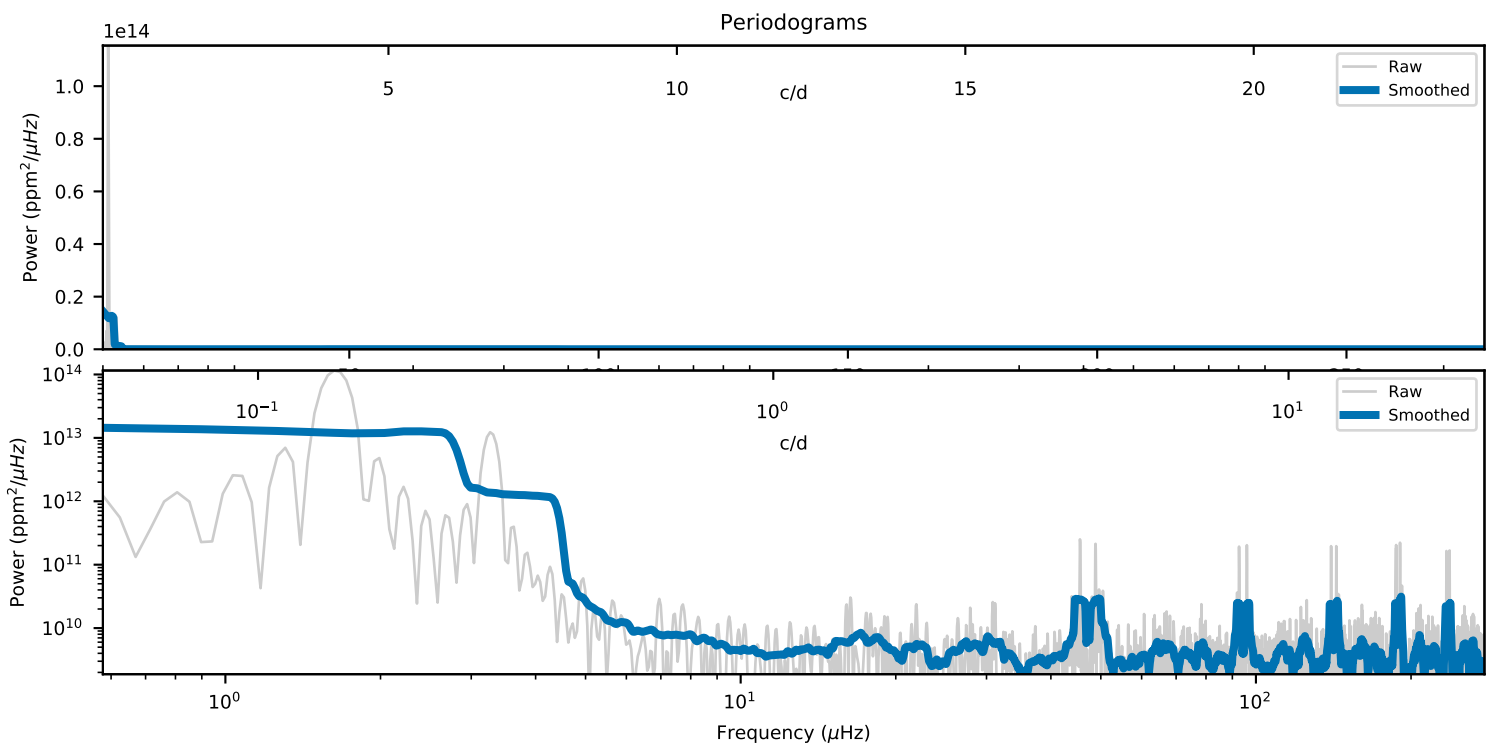 Periodograms
1e14
Raw
Smoothed
5 10 15 20
c/d
1.0
0.8
0.6
0.4
0.2
0.0
Power (ppm²/μHz)
10¹⁴
10¹³
10¹²
10¹¹
10¹⁰
Power (ppm²/μHz)
10⁻¹ 10⁰ 10¹
c/d
Raw
Smoothed
10⁰ 10¹ 10²
Frequency (μHz)